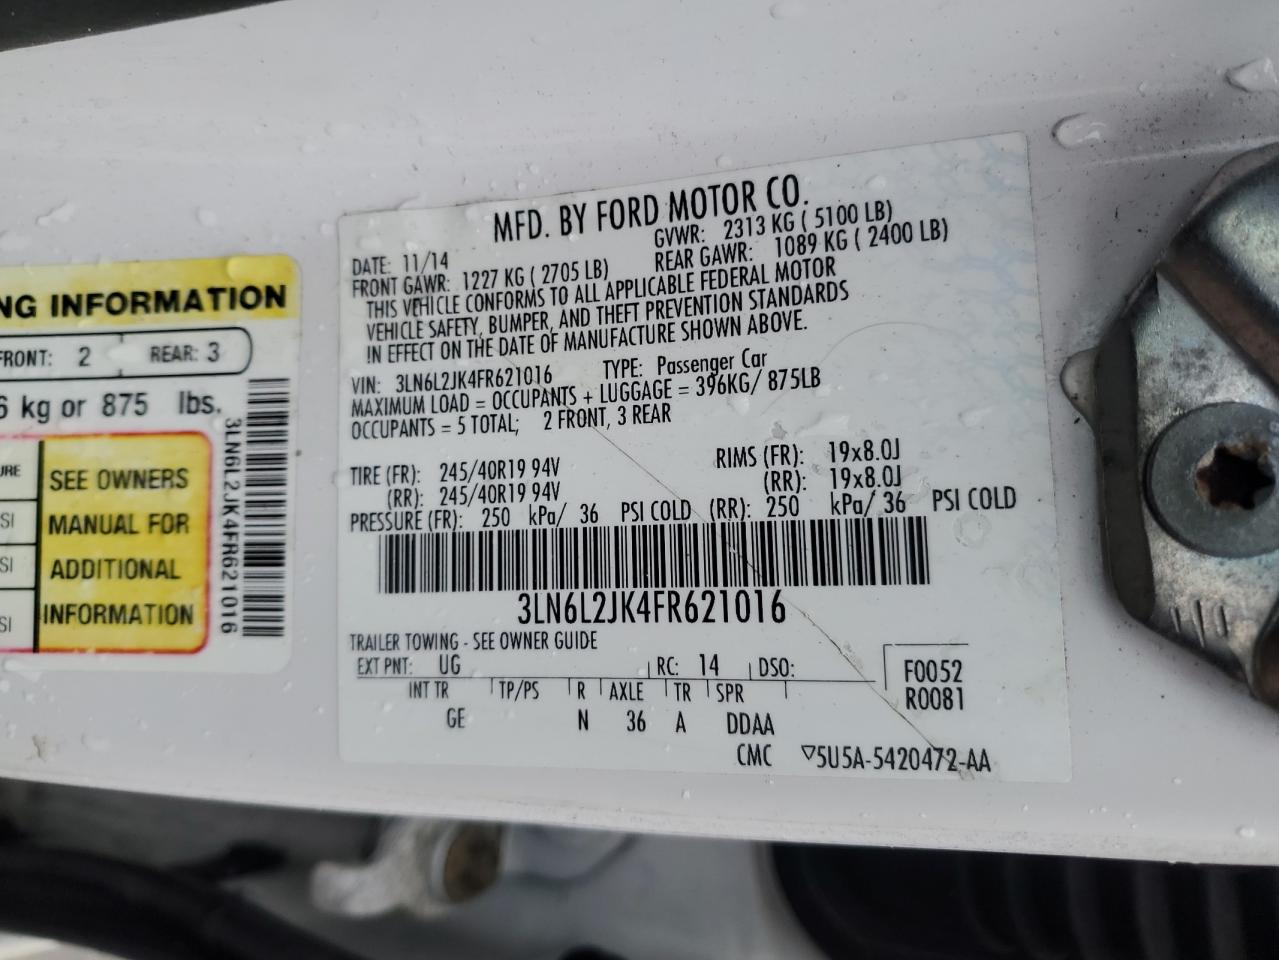 MFD. BY FORD MOTOR CO.
DATE: 11/14 GVWR: 2313 KG ( 5100 LB)
FRONT GAWR: 1227 KG ( 2705 LB) REAR GAWR: 1089 KG ( 2400 LB)
THIS VEHICLE CONFORMS TO ALL APPLICABLE FEDERAL MOTOR
VEHICLE SAFETY, BUMPER, AND THEFT PREVENTION STANDARDS
IN EFFECT ON THE DATE OF MANUFACTURE SHOWN ABOVE.
VIN: 3LN6L2JK4FR621016 TYPE: Passenger Car
MAXIMUM LOAD = OCCUPANTS + LUGGAGE = 396KG/ 875LB
OCCUPANTS = 5 TOTAL; 2 FRONT, 3 REAR
TIRE (FR): 245/40R19 94V RIMS (FR): 19x8.0J
(RR): 245/40R19 94V (RR): 19x8.0J
PRESSURE (FR): 250 kPa/ 36 PSI COLD (RR): 250 kPa/ 36 PSI COLD
3LN6L2JK4FR621016
TRAILER TOWING - SEE OWNER GUIDE
EXT PNT: UG RC: 14 DSO: F0052
INT TR TP/PS R AXLE TR SPR R0081
GE N 36 A DDAA
CMC ▽5U5A-5420472-AA
NG INFORMATION
FRONT: 2 REAR: 3
6 kg or 875 lbs.
URE
SI
SI
SI
SEE OWNERS
MANUAL FOR
ADDITIONAL
INFORMATION
3LN6L2JK4FR621016